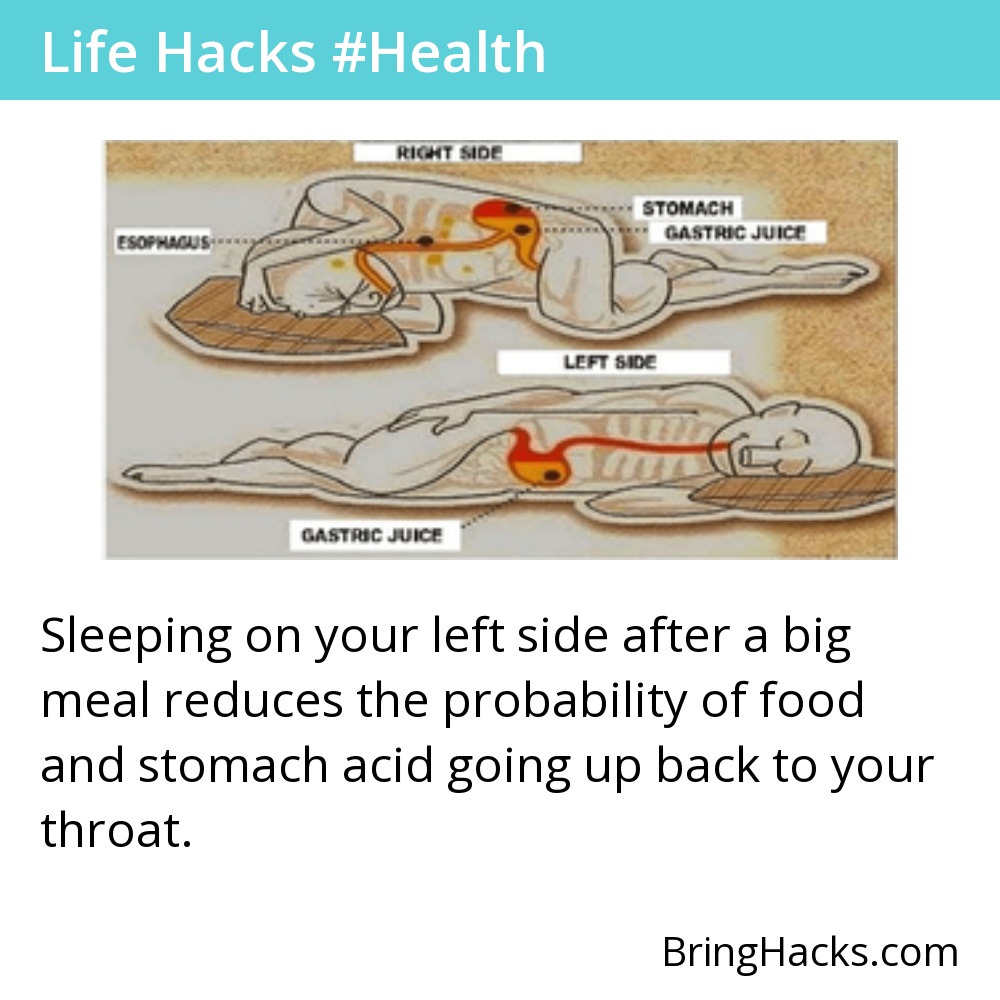 Life Hacks #Health
RIGHT SIDE
STOMACH
GASTRIC JUICE
ESOPHAGUS
LEFT SIDE
GASTRIC JUICE
Sleeping on your left side after a big
meal reduces the probability of food
and stomach acid going up back to your
throat.
BringHacks.com